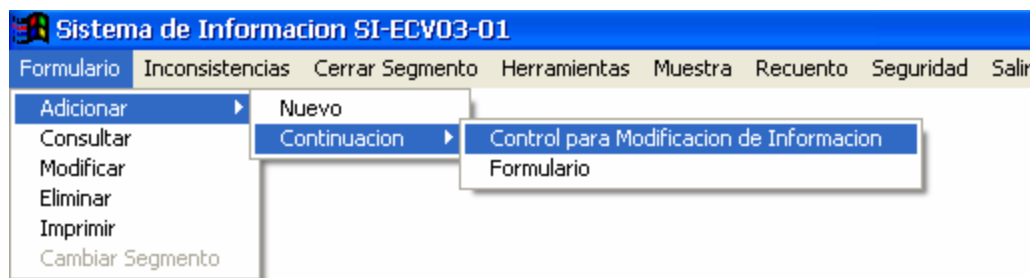 Sistema de Informacion SI-ECV03-01
Formulario Inconsistencias Cerrar Segmento Herramientas Muestra Recuento Seguridad Salir
Adicionar Nuevo
Consultar Continuacion Control para Modificacion de Informacion
Modificar Formulario
Eliminar
Imprimir
Cambiar Segmento